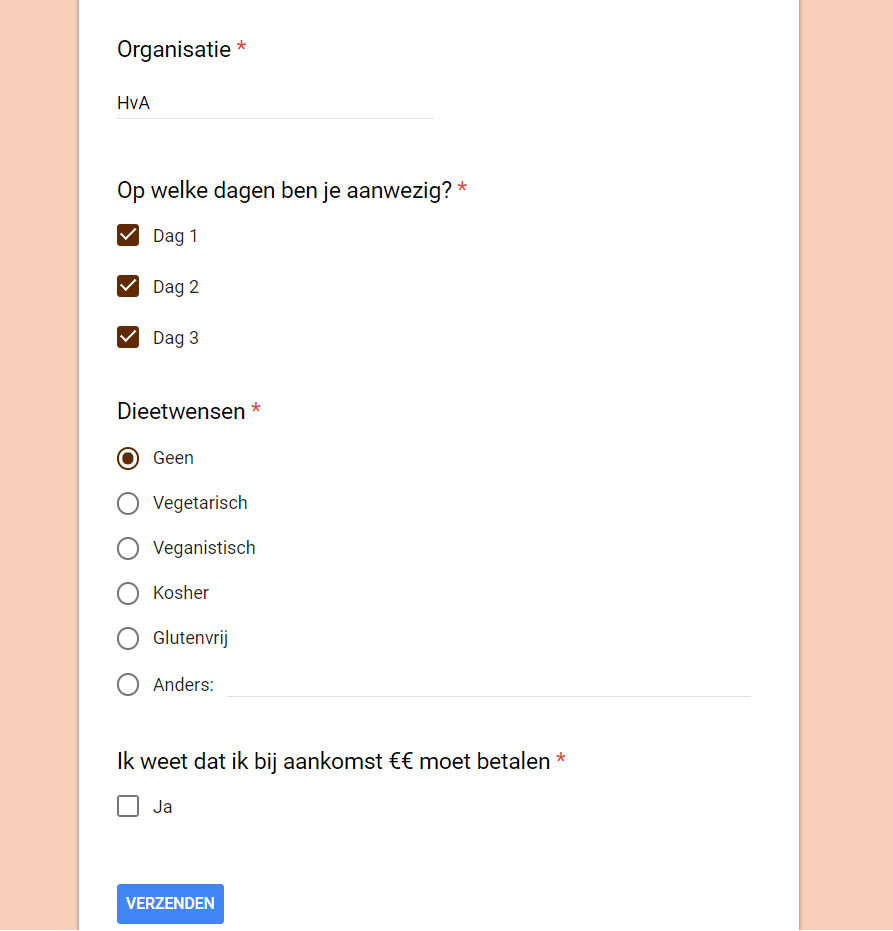 Organisatie *
HvA
Op welke dagen ben je aanwezig? *
Dag 1
Dag 2
Dag 3
Dieetwensen *
Geen
Vegetarisch
Veganistisch
Kosher
Glutenvrij
Anders:
Ik weet dat ik bij aankomst €€ moet betalen *
Ja
VERZENDEN